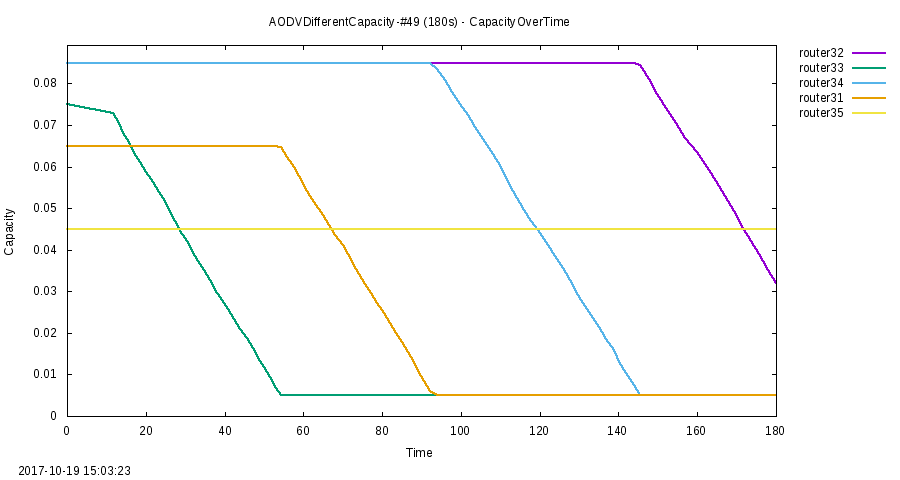 AODVDifferentCapacity-#49 (180s) - CapacityOverTime
router32
router33
router34
router31
router35
0.08
0.07
0.06
0.05
0.04
0.03
0.02
0.01
0
Capacity
0 20 40 60 80 100 120 140 160 180
Time
2017-10-19 15:03:23